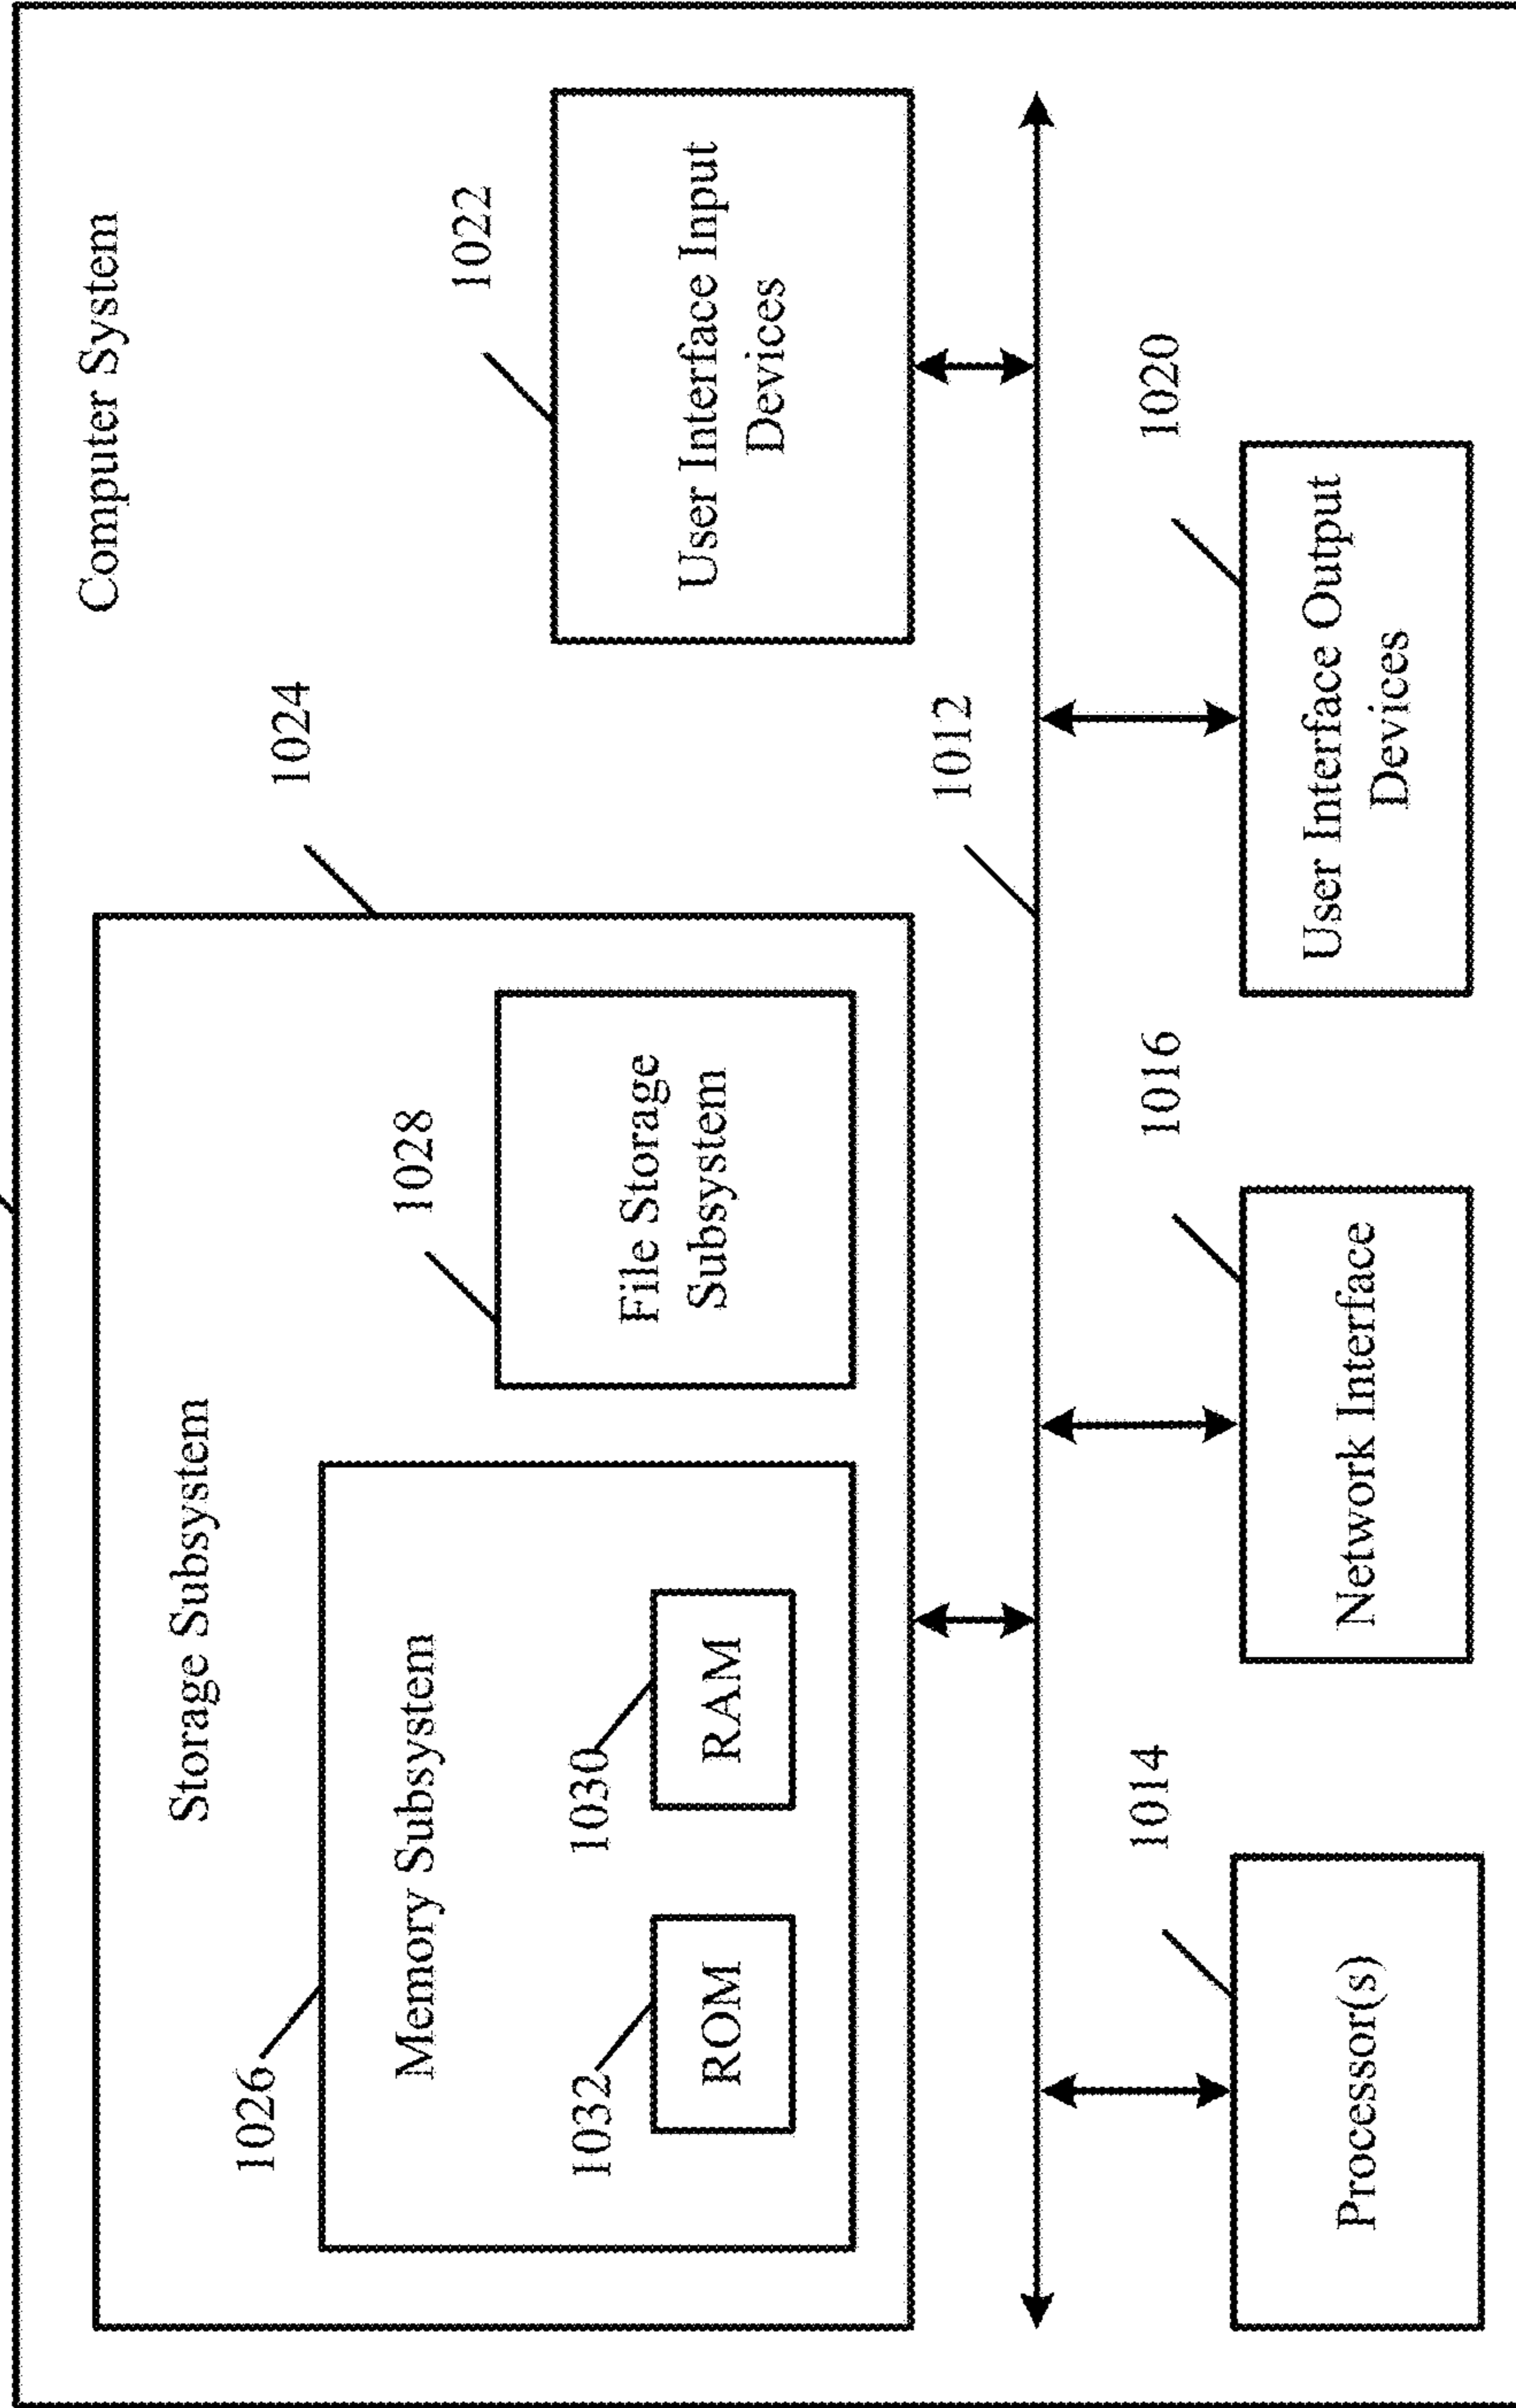 Computer System
Storage Subsystem
1024
1026
Memory Subsystem
1028
1022
File Storage
Subsystem
User Interface Input
Devices
1032
1030
ROM
RAM
1012
1014
1016
1020
Processor(s)
Network Interface
User Interface Output
Devices